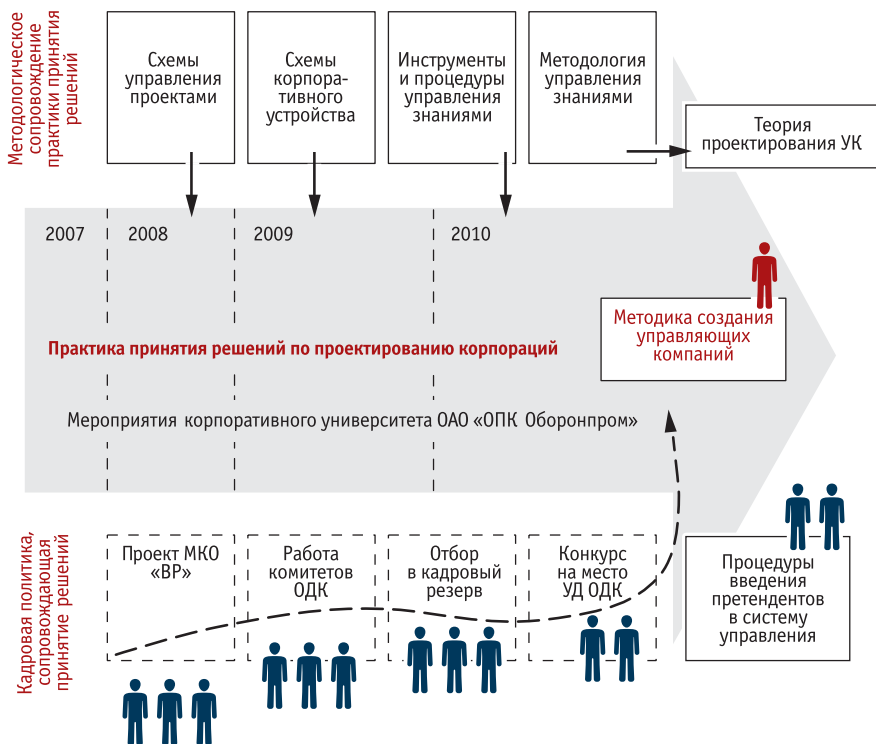 Методологическое
сопровождение
практики принятия
решений
Схемы
управления
проектами
Схемы
корпора-
тивного
устройства
Инструменты
и процедуры
управления
знаниями
Методология
управления
знаниями
Теория
проектирования УК
2007
2008
2009
2010
Методика создания
управляющих
компаний
Практика принятия решений по проектированию корпораций
Мероприятия корпоративного университета ОАО «ОПК Оборонпром»
Кадровая политика,
сопровождающая
принятие решений
Проект МКО
«ВР»
Работа
комитетов
ОДК
Отбор
в кадровый
резерв
Конкурс
на место
УД ОДК
Процедуры
введения
претендентов
в систему
управления